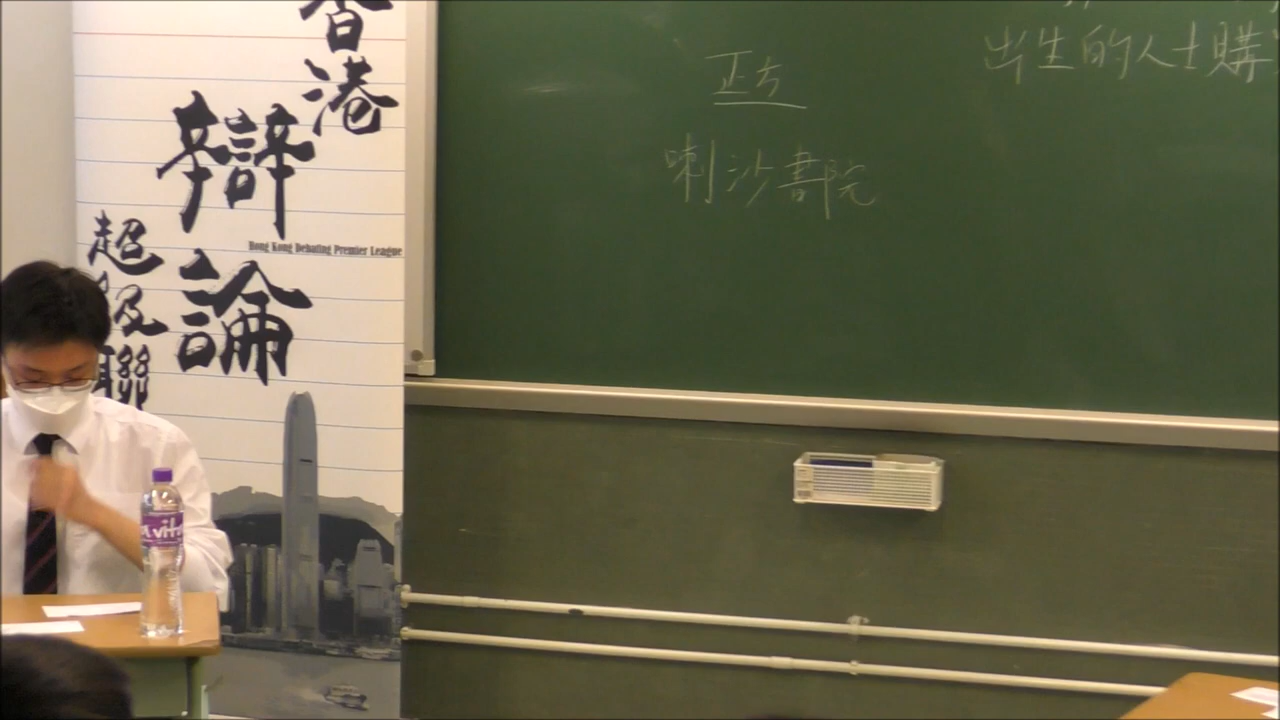 香港
辯論
超級聯
Hong Kong Debating Premier League
正方
喇沙書院
出生的人士購
vita